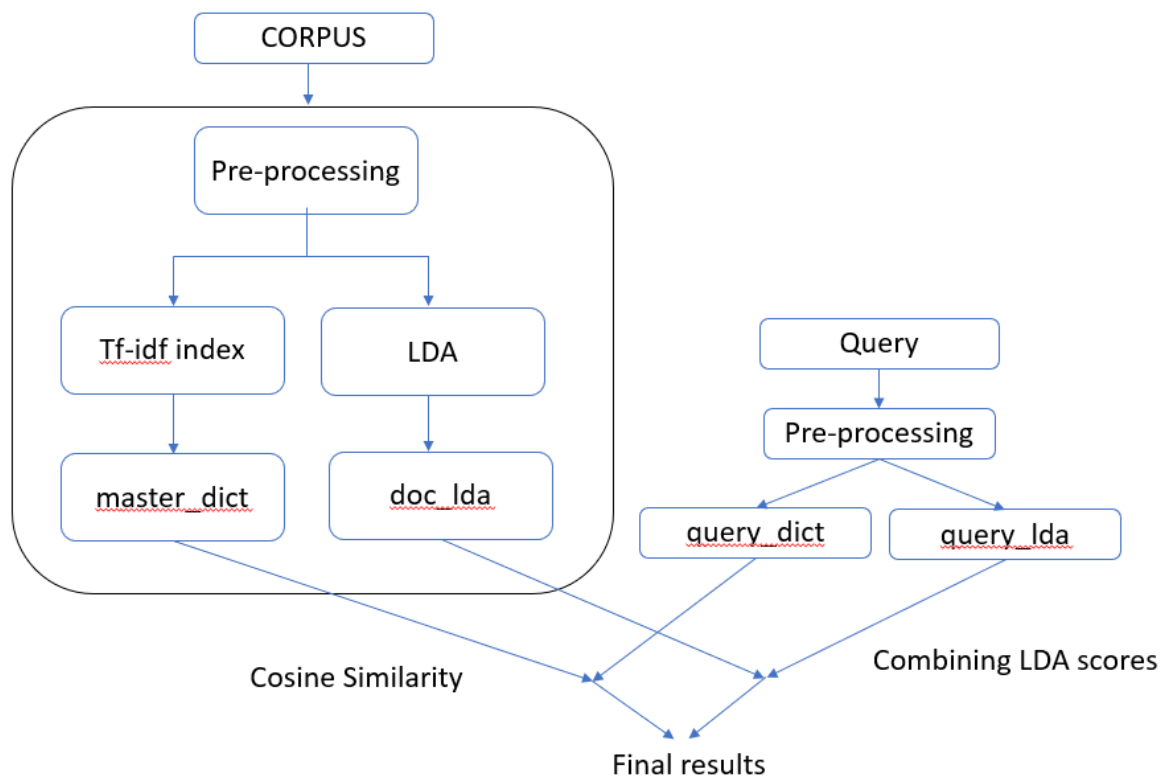 CORPUS
Pre-processing
Tf-idf index
LDA
master_dict
doc_lda
Query
Pre-processing
query_dict
query_lda
Cosine Similarity
Combining LDA scores
Final results